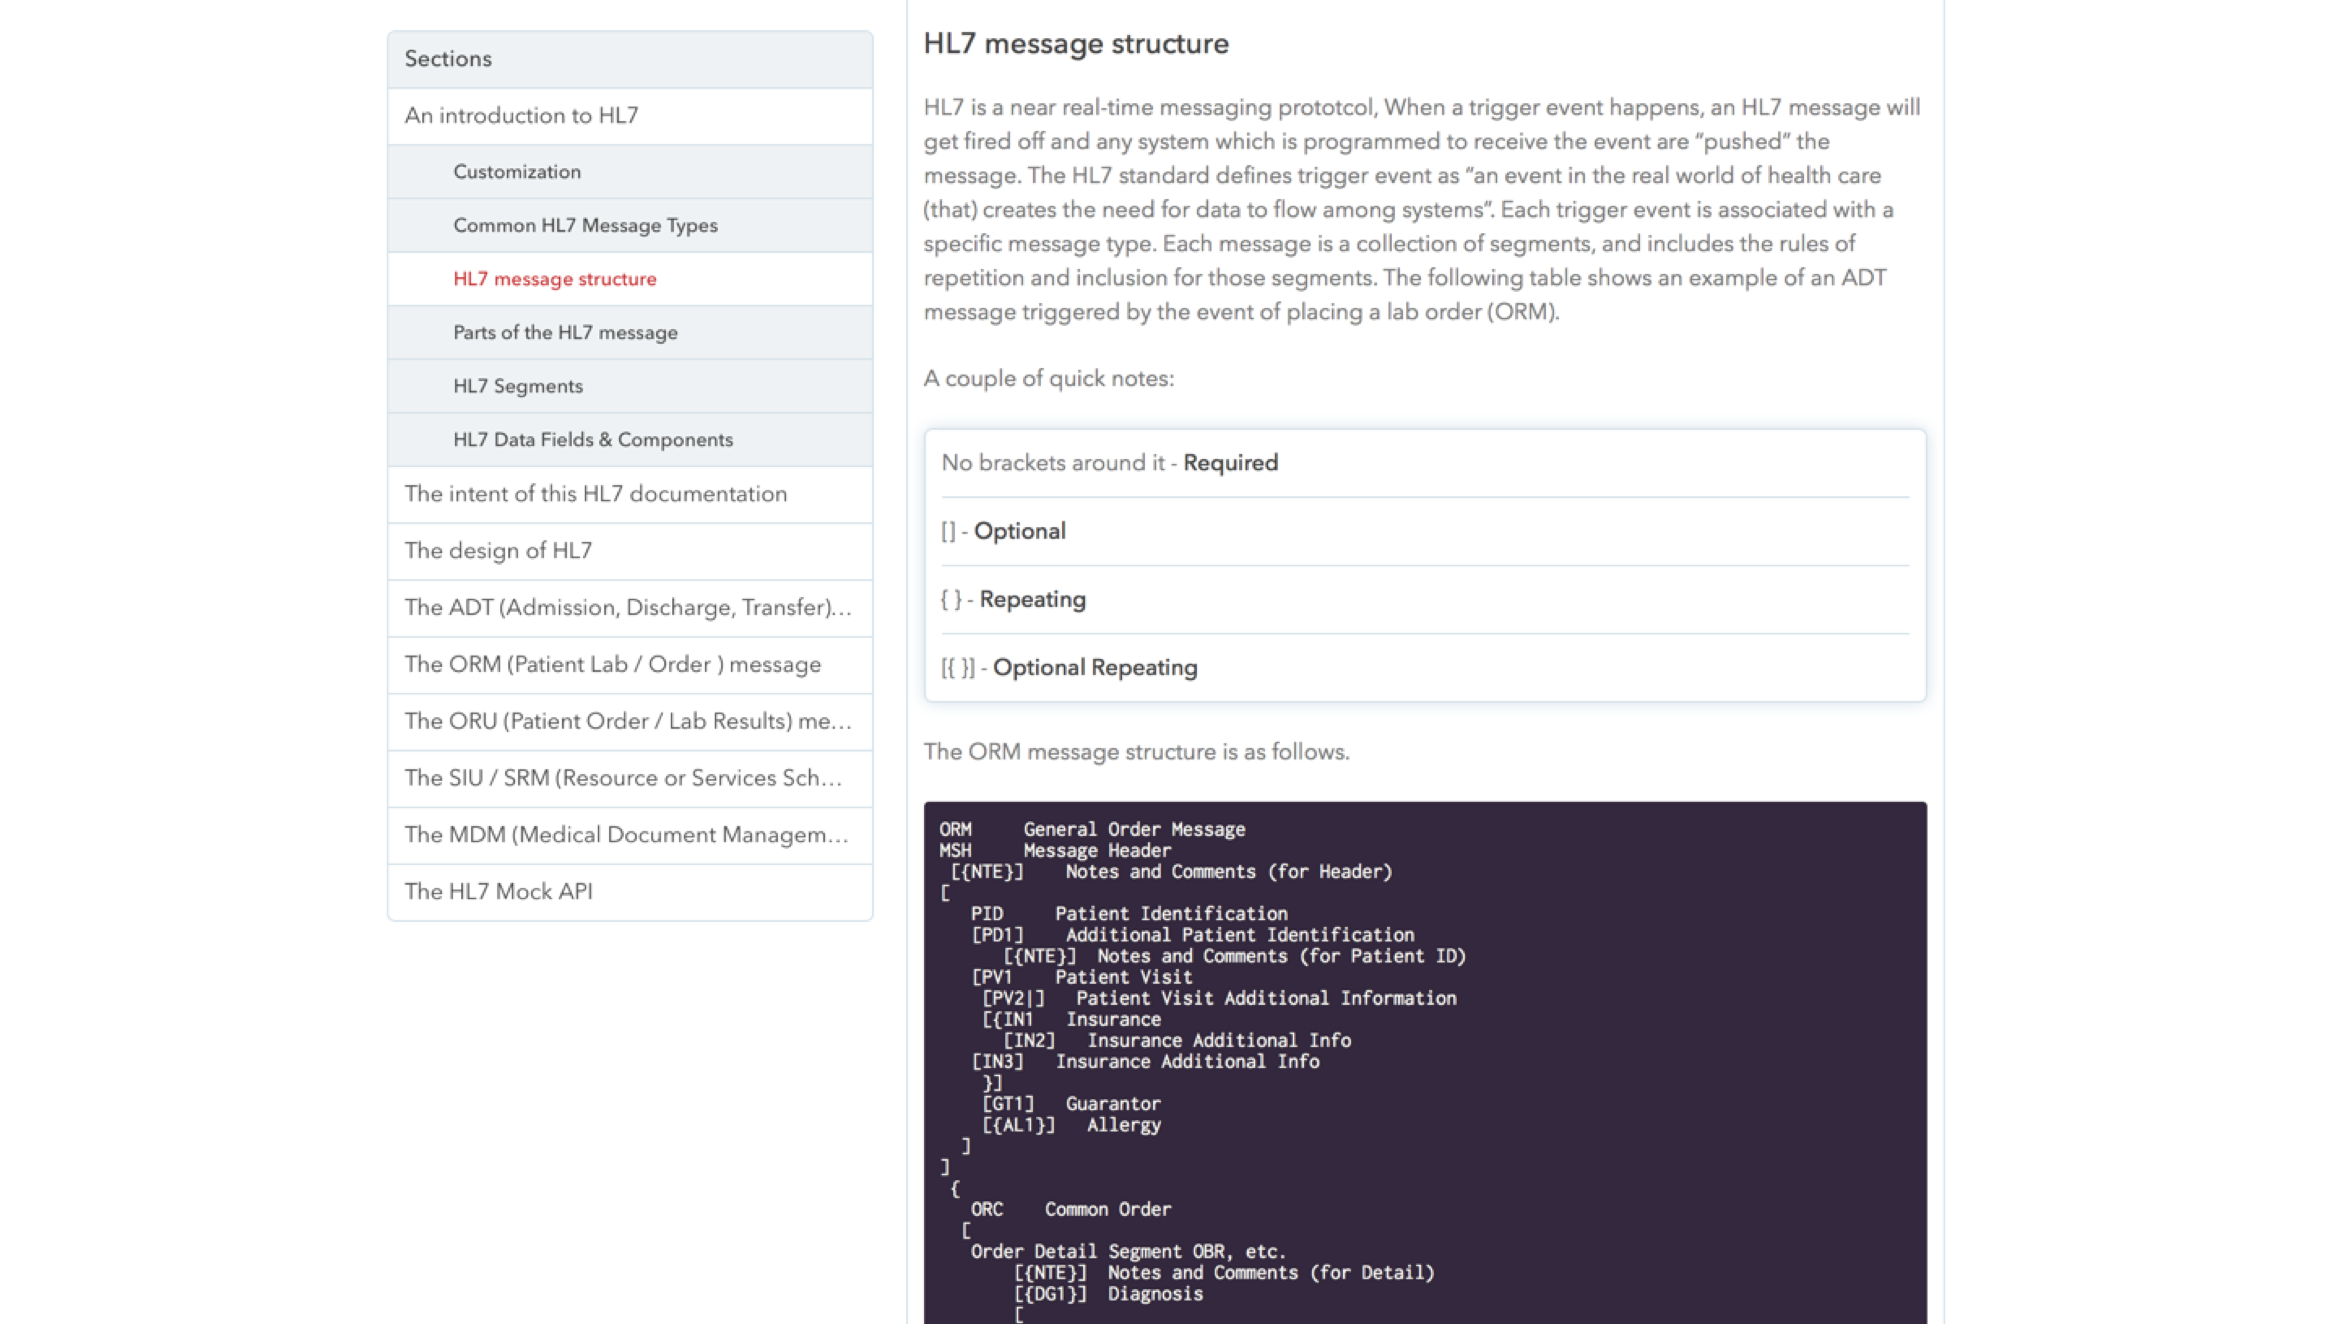 Sections
An introduction to HL7
Customization
Common HL7 Message Types
HL7 message structure
Parts of the HL7 message
HL7 Segments
HL7 Data Fields & Components
The intent of this HL7 documentation
The design of HL7
The ADT (Admission, Discharge, Transfer)...
The ORM (Patient Lab / Order ) message
The ORU (Patient Order / Lab Results) me...
The SIU / SRM (Resource or Services Sch...
The MDM (Medical Document Managem...
The HL7 Mock API
HL7 message structure
HL7 is a near real-time messaging prototcol, When a trigger event happens, an HL7 message will
get fired off and any system which is programmed to receive the event are “pushed” the
message. The HL7 standard defines trigger event as “an event in the real world of health care
(that) creates the need for data to flow among systems”. Each trigger event is associated with a
specific message type. Each message is a collection of segments, and includes the rules of
repetition and inclusion for those segments. The following table shows an example of an ADT
message triggered by the event of placing a lab order (ORM).
A couple of quick notes:
No brackets around it - Required
[] - Optional
{ } - Repeating
[{ }] - Optional Repeating
The ORM message structure is as follows.
ORM     General Order Message
MSH     Message Header
 [{NTE}]    Notes and Comments (for Header)
[
   PID     Patient Identification
   [PD1]    Additional Patient Identification
      [{NTE}]  Notes and Comments (for Patient ID)
   [PV1    Patient Visit
    [PV2|]   Patient Visit Additional Information
    [{IN1   Insurance
      [IN2]   Insurance Additional Info
   [IN3]   Insurance Additional Info
    }]
    [GT1]   Guarantor
    [{AL1}]   Allergy
  ]
]
 {
   ORC    Common Order
  [
   Order Detail Segment OBR, etc.
       [{NTE}]  Notes and Comments (for Detail)
       [{DG1}]  Diagnosis
       [